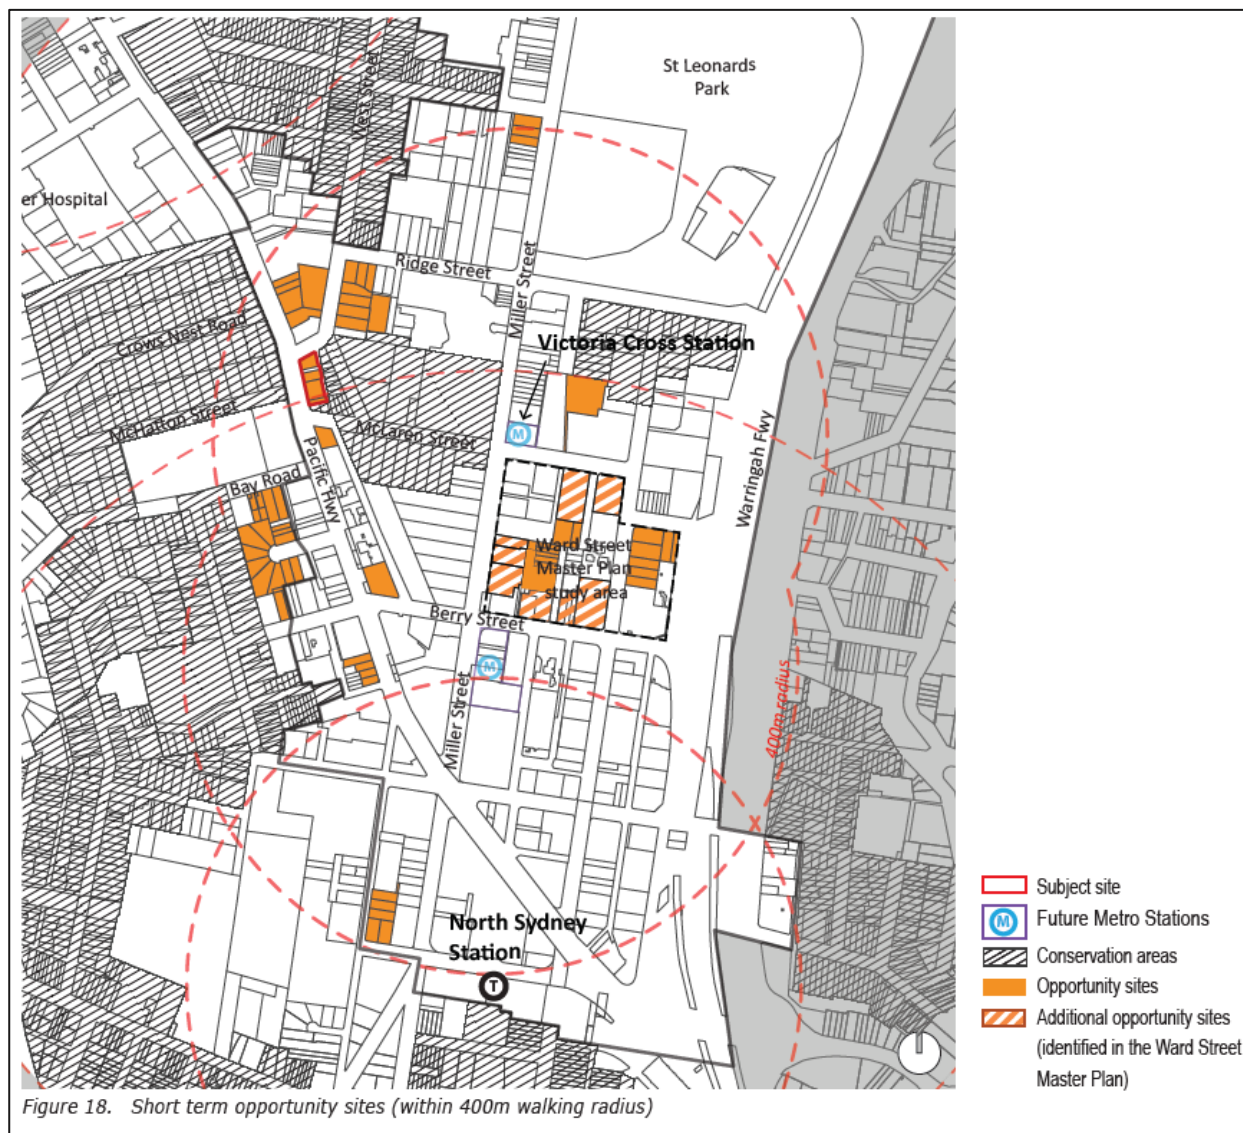 St Leonards
Park
West Street
er Hospital
Ridge Street
Miller Street
Victoria Cross Station
Crows Nest Road
M
McHatton Street
McLaren Street
Pacific Hwy
Bay Road
Warringah Fwy
Ward Street
Master Plan
study area
Berry Street
M
Miller Street
400m radius
North Sydney
Station
T
Subject site
M
Future Metro Stations
Conservation areas
Opportunity sites
Additional opportunity sites
(identified in the Ward Street
Master Plan)
Figure 18. Short term opportunity sites (within 400m walking radius)